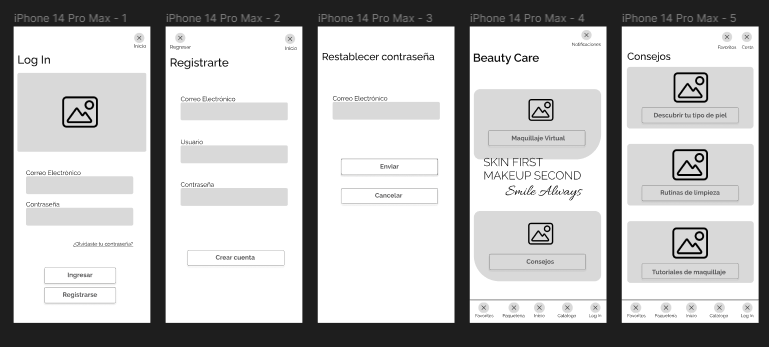 iPhone 14 Pro Max - 1
Inicio
Log In
Correo Electrónico
Contraseña
¿Olvidaste tu contraseña?
Ingresar
Registrarse
iPhone 14 Pro Max - 2
Regresar
Inicio
Registrarte
Correo Electrónico
Usuario
Contraseña
Crear cuenta
iPhone 14 Pro Max - 3
Restablecer contraseña
Correo Electrónico
Enviar
Cancelar
iPhone 14 Pro Max - 4
Notificaciones
Beauty Care
Maquillaje Virtual
SKIN FIRST
MAKEUP SECOND
Smile Always
Consejos
Favoritos Paqueteria Inicio Catálogo Log In
iPhone 14 Pro Max - 5
Favoritos Cesta
Consejos
Descubrir tu tipo de piel
Rutinas de limpieza
Tutoriales de maquillaje
Favoritos Paqueteria Inicio Catálogo Log In